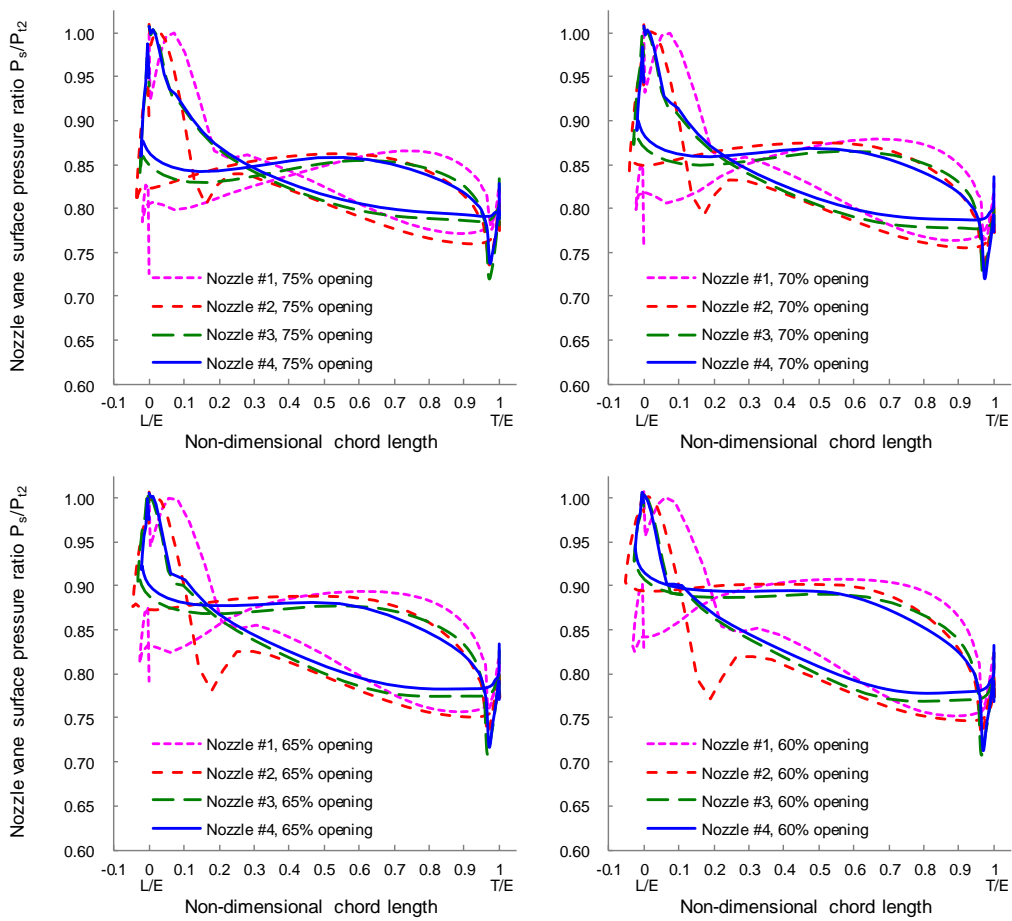 Nozzle vane surface pressure ratio Ps/Pt2
1.00
0.95
0.90
0.85
0.80
0.75
0.70
0.65
0.60
Nozzle #1, 75% opening
Nozzle #2, 75% opening
Nozzle #3, 75% opening
Nozzle #4, 75% opening
-0.1 0 0.1 0.2 0.3 0.4 0.5 0.6 0.7 0.8 0.9 1
L/E T/E
Non-dimensional chord length
1.00
0.95
0.90
0.85
0.80
0.75
0.70
0.65
0.60
Nozzle #1, 70% opening
Nozzle #2, 70% opening
Nozzle #3, 70% opening
Nozzle #4, 70% opening
-0.1 0 0.1 0.2 0.3 0.4 0.5 0.6 0.7 0.8 0.9 1
L/E T/E
Non-dimensional chord length
Nozzle vane surface pressure ratio Ps/Pt2
1.00
0.95
0.90
0.85
0.80
0.75
0.70
0.65
0.60
Nozzle #1, 65% opening
Nozzle #2, 65% opening
Nozzle #3, 65% opening
Nozzle #4, 65% opening
-0.1 0 0.1 0.2 0.3 0.4 0.5 0.6 0.7 0.8 0.9 1
L/E T/E
Non-dimensional chord length
1.00
0.95
0.90
0.85
0.80
0.75
0.70
0.65
0.60
Nozzle #1, 60% opening
Nozzle #2, 60% opening
Nozzle #3, 60% opening
Nozzle #4, 60% opening
-0.1 0 0.1 0.2 0.3 0.4 0.5 0.6 0.7 0.8 0.9 1
L/E T/E
Non-dimensional chord length